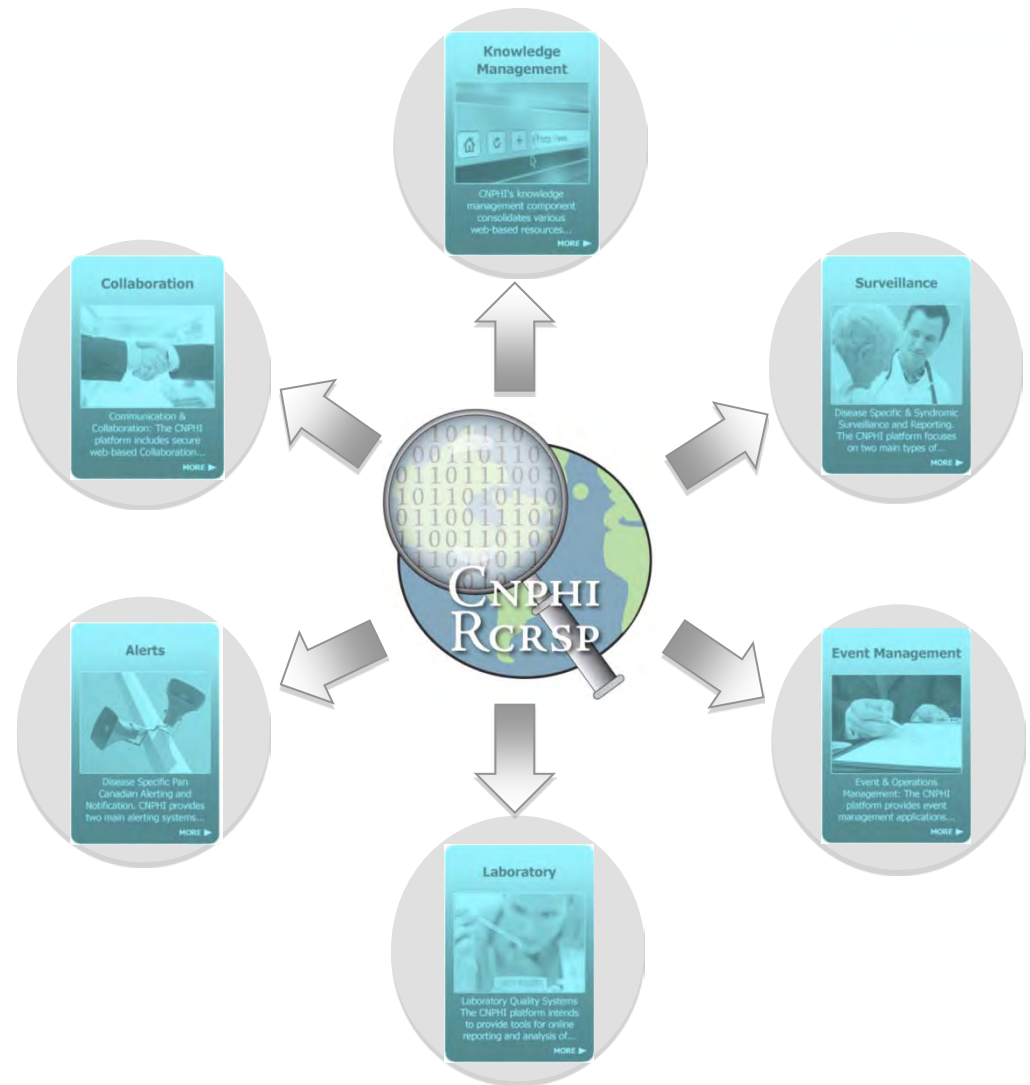 Knowledge
Management
http://www.
CNPHI's knowledge
management component
consolidates various
web-based resources...
MORE ▶
Collaboration
Communication &
Collaboration: The CNPHI
platform includes secure
web-based Collaboration...
MORE ▶
Surveillance
Disease Specific & Syndromic
Surveillance and Reporting.
The CNPHI platform focuses
on two main types of...
MORE ▶
CNPHI
RCRSP
Alerts
Disease Specific Pan
Canadian Alerting and
Notification. CNPHI provides
two main alerting systems...
MORE ▶
Event Management
Event & Operations
Management: The CNPHI
platform provides event
management applications...
MORE ▶
Laboratory
Laboratory Quality Systems
The CNPHI platform intends
to provide tools for online
reporting and analysis of...
MORE ▶